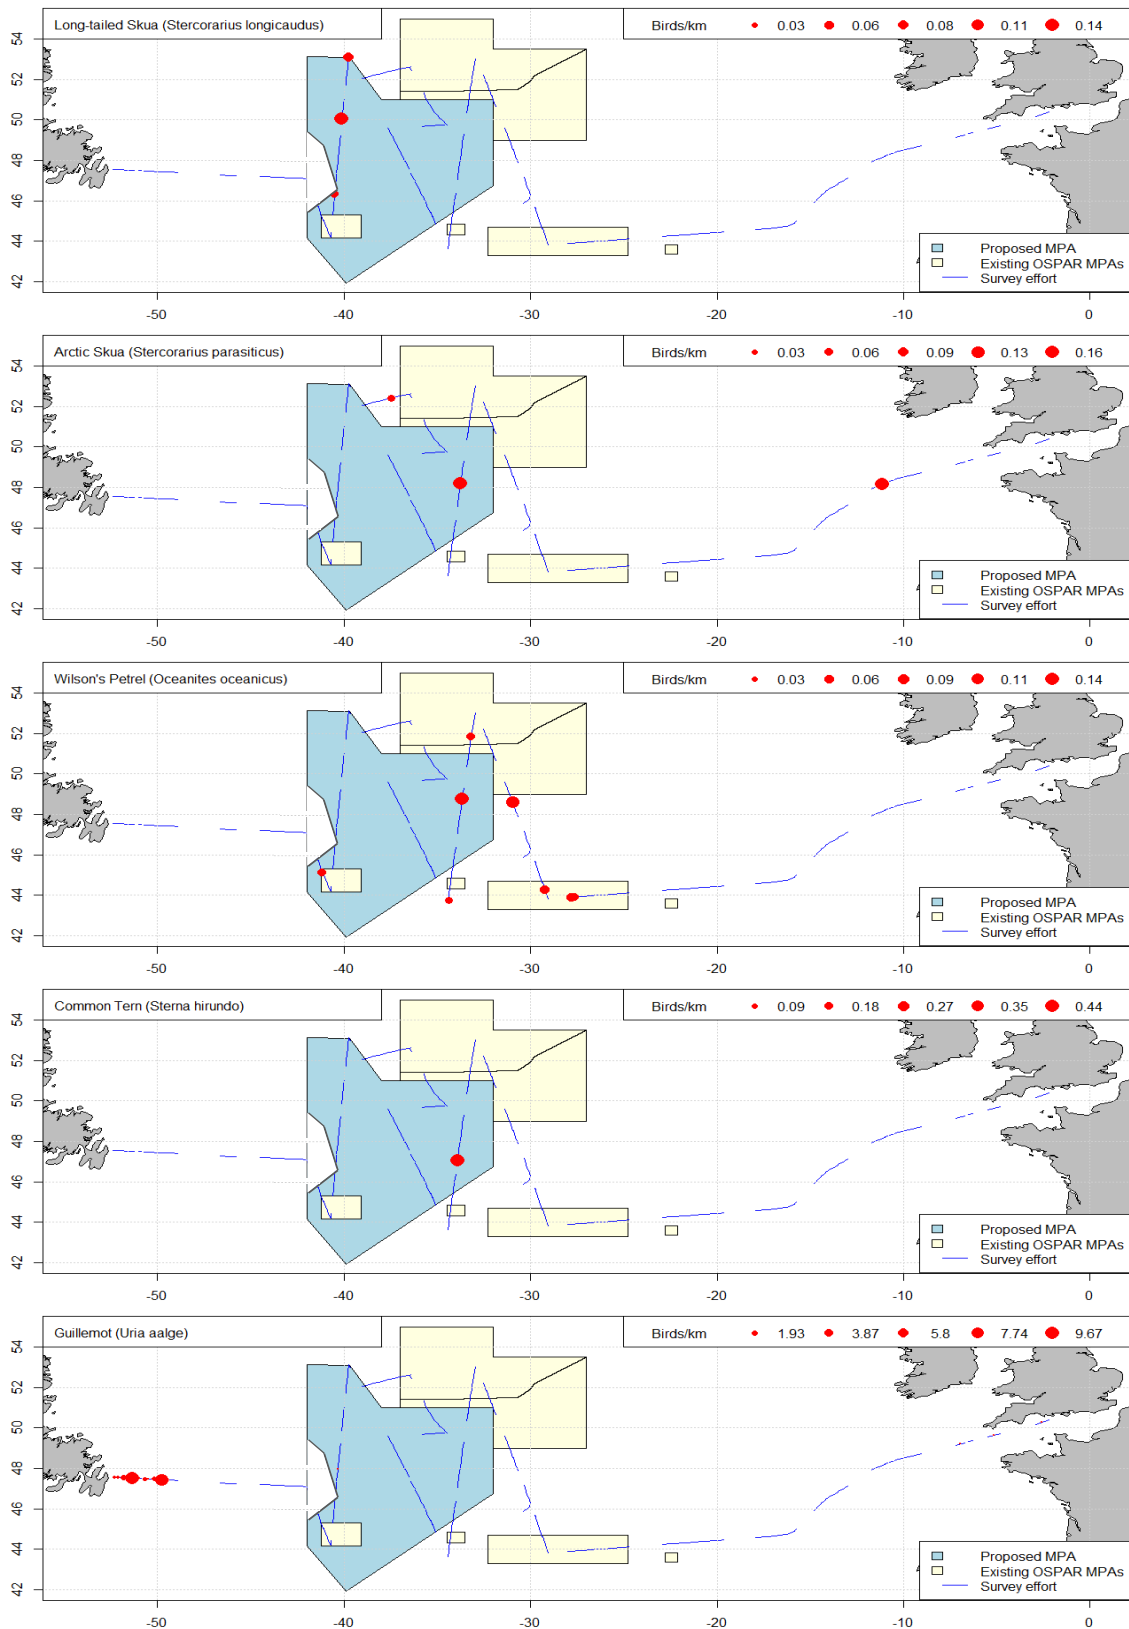 Long-tailed Skua (Stercorarius longicaudus)
Birds/km 0.03 0.06 0.08 0.11 0.14
54
52
50
48
46
44
42
Proposed MPA
Existing OSPAR MPAs
Survey effort
-50 -40 -30 -20 -10 0
Arctic Skua (Stercorarius parasiticus)
Birds/km 0.03 0.06 0.09 0.13 0.16
54
52
50
48
46
44
42
Proposed MPA
Existing OSPAR MPAs
Survey effort
-50 -40 -30 -20 -10 0
Wilson's Petrel (Oceanites oceanicus)
Birds/km 0.03 0.06 0.09 0.11 0.14
54
52
50
48
46
44
42
Proposed MPA
Existing OSPAR MPAs
Survey effort
-50 -40 -30 -20 -10 0
Common Tern (Sterna hirundo)
Birds/km 0.09 0.18 0.27 0.35 0.44
54
52
50
48
46
44
42
Proposed MPA
Existing OSPAR MPAs
Survey effort
-50 -40 -30 -20 -10 0
Guillemot (Uria aalge)
Birds/km 1.93 3.87 5.8 7.74 9.67
54
52
50
48
46
44
42
Proposed MPA
Existing OSPAR MPAs
Survey effort
-50 -40 -30 -20 -10 0